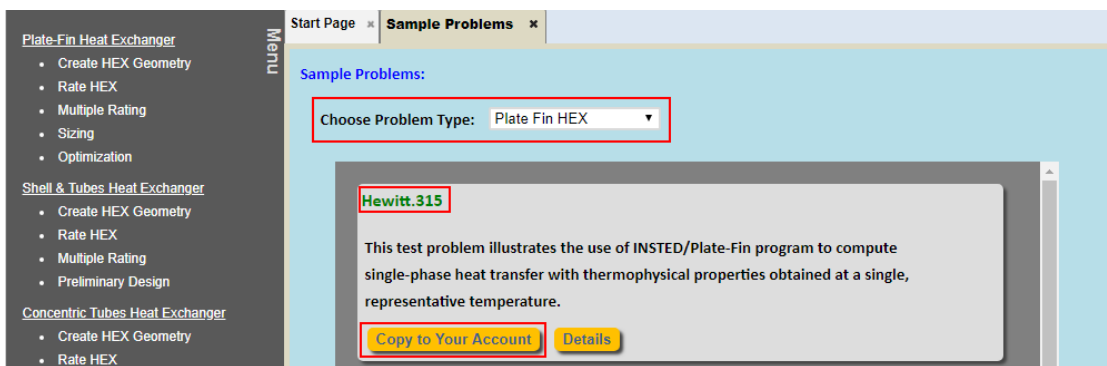 Plate-Fin Heat Exchanger
Create HEX Geometry
Rate HEX
Multiple Rating
Sizing
Optimization
Shell & Tubes Heat Exchanger
Create HEX Geometry
Rate HEX
Multiple Rating
Preliminary Design
Concentric Tubes Heat Exchanger
Create HEX Geometry
Rate HEX
Menu
Start Page × Sample Problems ×
Sample Problems:
Choose Problem Type: Plate Fin HEX
Hewitt.315
This test problem illustrates the use of INSTED/Plate-Fin program to compute
single-phase heat transfer with thermophysical properties obtained at a single,
representative temperature.
Copy to Your Account Details